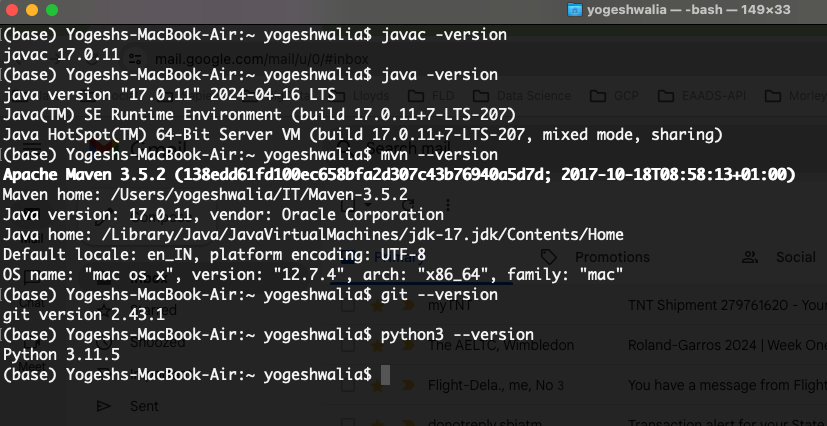 yogeshwalia — -bash — 149×33
(base) Yogeshs-MacBook-Air:~ yogeshwalia$ javac -version
javac 17.0.11
mail.google.com/mail/u/0/#inbox
(base) Yogeshs-MacBook-Air:~ yogeshwalia$ java -version
java version "17.0.11" 2024-04-16 LTS
Lloyds FLD Data Science GCP EAADS-API Morley
Java(TM) SE Runtime Environment (build 17.0.11+7-LTS-207)
Java HotSpot(TM) 64-Bit Server VM (build 17.0.11+7-LTS-207, mixed mode, sharing)
(base) Yogeshs-MacBook-Air:~ yogeshwalia$ mvn --version
mail
Apache Maven 3.5.2 (138edd61fd100ec658bfa2d307c43b76940a5d7d; 2017-10-18T08:58:13+01:00)
Maven home: /Users/yogeshwalia/IT/Maven-3.5.2
Java version: 17.0.11, vendor: Oracle Corporation
Java home: /Library/Java/JavaVirtualMachines/jdk-17.jdk/Contents/Home
Default locale: en_IN, platform encoding: UTF-8
Promotions Social
OS name: "mac os x", version: "12.7.4", arch: "x86_64", family: "mac"
(base) Yogeshs-MacBook-Air:~ yogeshwalia$ git --version
myTNT TNT Shipment 279761620 - You
git version 2.43.1
(base) Yogeshs-MacBook-Air:~ yogeshwalia$ python3 --version
Snoozed
The AELTC, Wimbledon Roland-Garros 2024 | Week One
Python 3.11.5
(base) Yogeshs-MacBook-Air:~ yogeshwalia$
Flight-Dela., me, No 3 You have a message from Flight
Sent
donotreply.sbiatm Transaction alert for your State